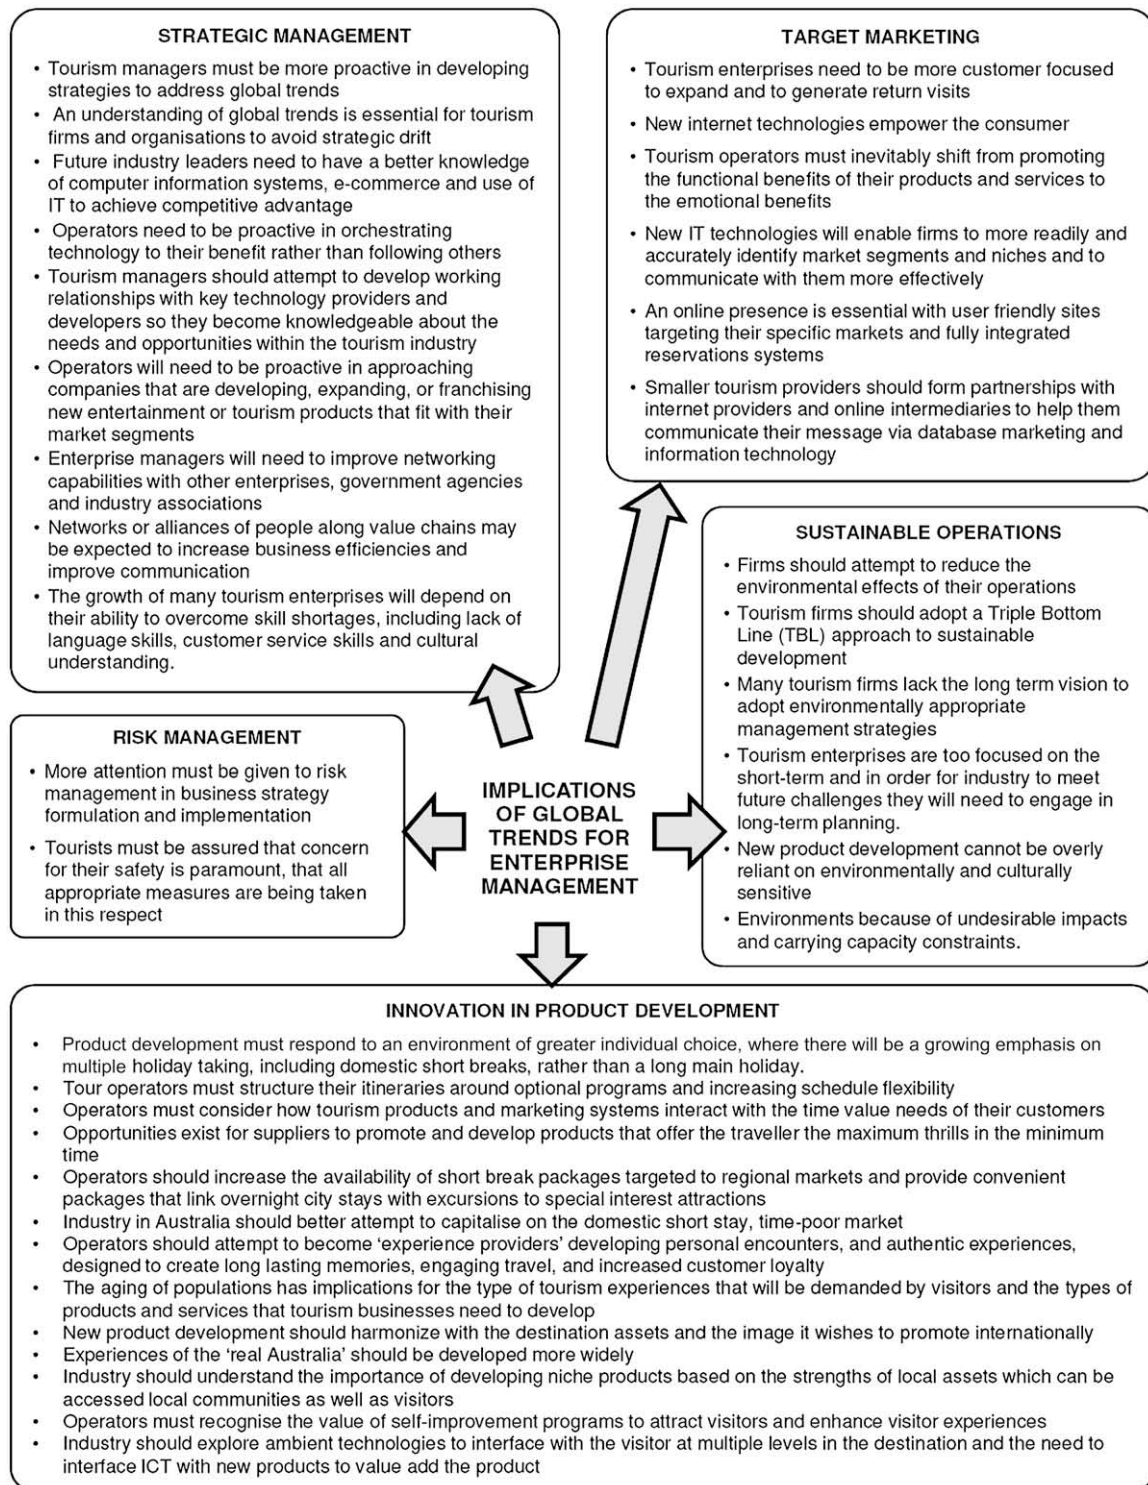 STRATEGIC MANAGEMENT
• Tourism managers must be more proactive in developing
strategies to address global trends
• An understanding of global trends is essential for tourism
firms and organisations to avoid strategic drift
• Future industry leaders need to have a better knowledge
of computer information systems, e-commerce and use of
IT to achieve competitive advantage
• Operators need to be proactive in orchestrating
technology to their benefit rather than following others
• Tourism managers should attempt to develop working
relationships with key technology providers and
developers so they become knowledgeable about the
needs and opportunities within the tourism industry
• Operators will need to be proactive in approaching
companies that are developing, expanding, or franchising
new entertainment or tourism products that fit with their
market segments
• Enterprise managers will need to improve networking
capabilities with other enterprises, government agencies
and industry associations
• Networks or alliances of people along value chains may
be expected to increase business efficiencies and
improve communication
• The growth of many tourism enterprises will depend on
their ability to overcome skill shortages, including lack of
language skills, customer service skills and cultural
understanding.
TARGET MARKETING
• Tourism enterprises need to be more customer focused
to expand and to generate return visits
• New internet technologies empower the consumer
• Tourism operators must inevitably shift from promoting
the functional benefits of their products and services to
the emotional benefits
• New IT technologies will enable firms to more readily and
accurately identify market segments and niches and to
communicate with them more effectively
• An online presence is essential with user friendly sites
targeting their specific markets and fully integrated
reservations systems
• Smaller tourism providers should form partnerships with
internet providers and online intermediaries to help them
communicate their message via database marketing and
information technology
SUSTAINABLE OPERATIONS
• Firms should attempt to reduce the
environmental effects of their operations
• Tourism firms should adopt a Triple Bottom
Line (TBL) approach to sustainable
development
• Many tourism firms lack the long term vision to
adopt environmentally appropriate
management strategies
• Tourism enterprises are too focused on the
short-term and in order for industry to meet
future challenges they will need to engage in
long-term planning.
• New product development cannot be overly
reliant on environmentally and culturally
sensitive
• Environments because of undesirable impacts
and carrying capacity constraints.
RISK MANAGEMENT
• More attention must be given to risk
management in business strategy
formulation and implementation
• Tourists must be assured that concern
for their safety is paramount, that all
appropriate measures are being taken
in this respect
IMPLICATIONS
OF GLOBAL
TRENDS FOR
ENTERPRISE
MANAGEMENT
INNOVATION IN PRODUCT DEVELOPMENT
• Product development must respond to an environment of greater individual choice, where there will be a growing emphasis on
multiple holiday taking, including domestic short breaks, rather than a long main holiday.
• Tour operators must structure their itineraries around optional programs and increasing schedule flexibility
• Operators must consider how tourism products and marketing systems interact with the time value needs of their customers
• Opportunities exist for suppliers to promote and develop products that offer the traveller the maximum thrills in the minimum
time
• Operators should increase the availability of short break packages targeted to regional markets and provide convenient
packages that link overnight city stays with excursions to special interest attractions
• Industry in Australia should better attempt to capitalise on the domestic short stay, time-poor market
• Operators should attempt to become ‘experience providers’ developing personal encounters, and authentic experiences,
designed to create long lasting memories, engaging travel, and increased customer loyalty
• The aging of populations has implications for the type of tourism experiences that will be demanded by visitors and the types of
products and services that tourism businesses need to develop
• New product development should harmonize with the destination assets and the image it wishes to promote internationally
• Experiences of the ‘real Australia’ should be developed more widely
• Industry should understand the importance of developing niche products based on the strengths of local assets which can be
accessed local communities as well as visitors
• Operators must recognise the value of self-improvement programs to attract visitors and enhance visitor experiences
• Industry should explore ambient technologies to interface with the visitor at multiple levels in the destination and the need to
interface ICT with new products to value add the product